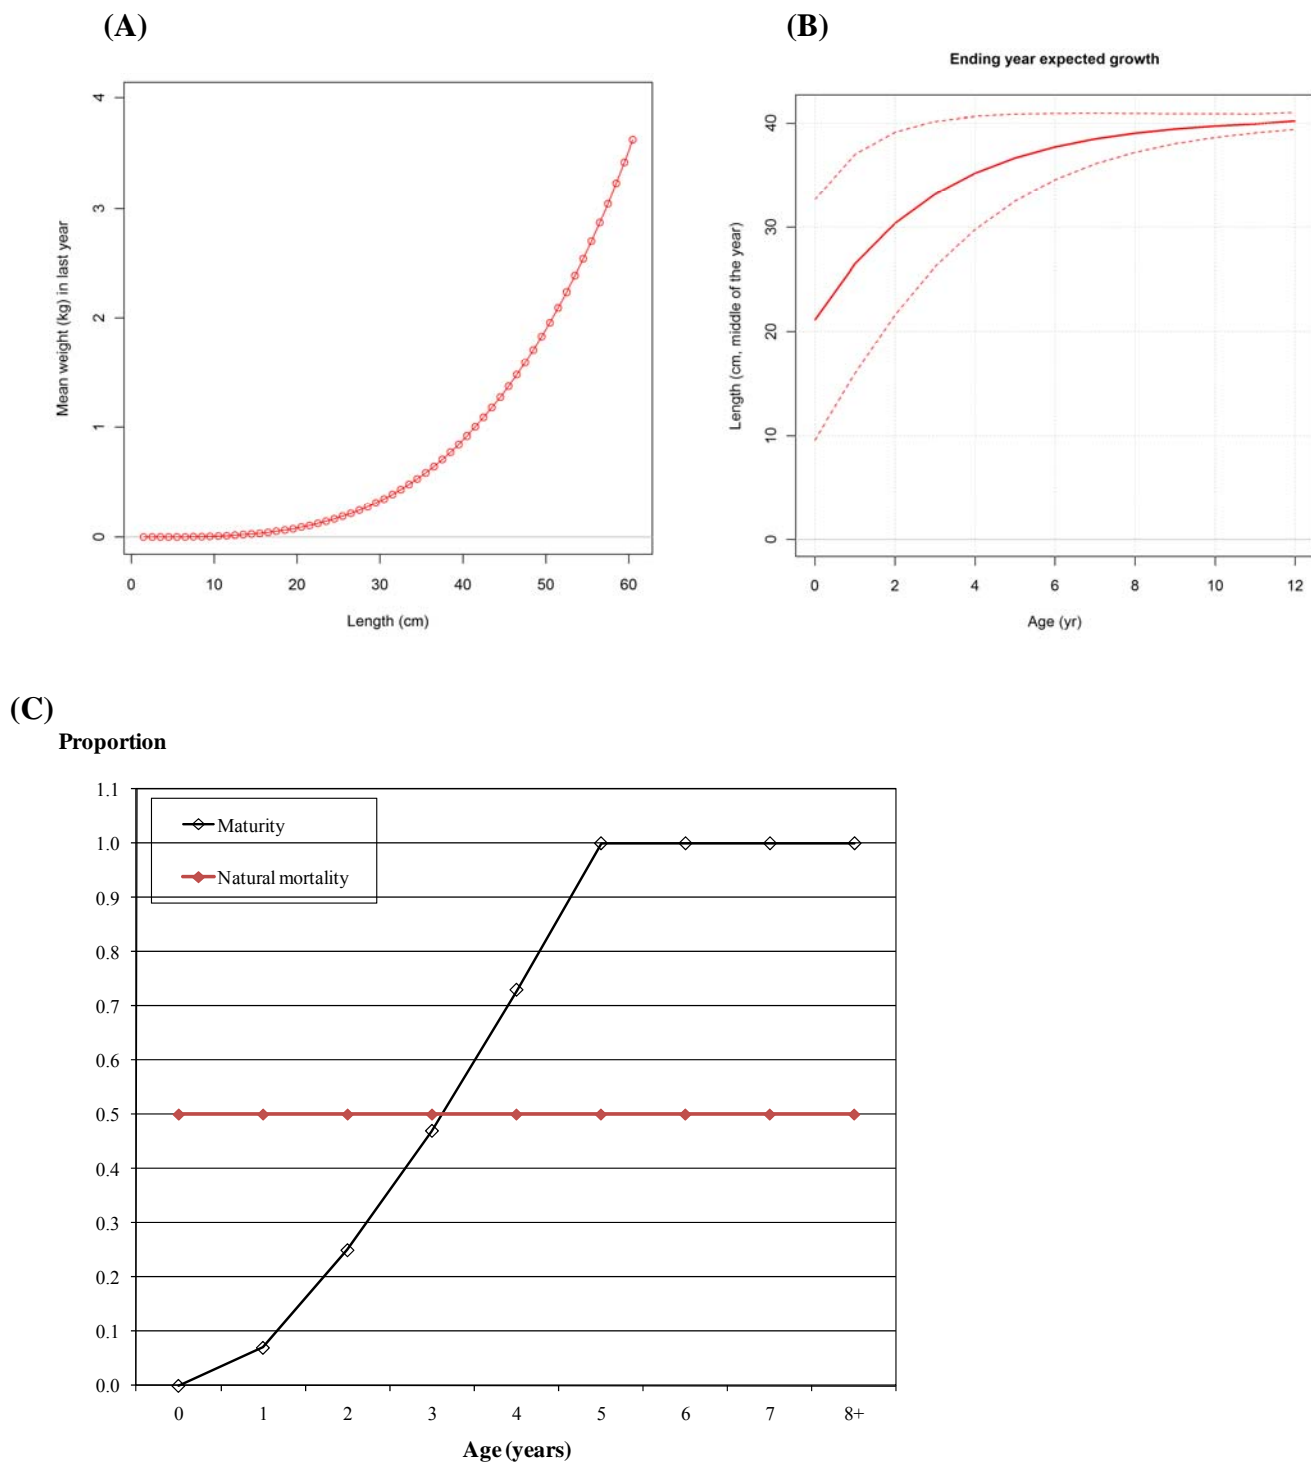 (A)
(B)
Ending year expected growth
4
3
2
1
0
Mean weight (kg) in last year
0 10 20 30 40 50 60
Length (cm)
40
30
20
10
0
Length (cm, middle of the year)
0 2 4 6 8 10 12
Age (yr)
(C)
Proportion
1.1
1.0
0.9
0.8
0.7
0.6
0.5
0.4
0.3
0.2
0.1
0.0
Maturity
Natural mortality
0 1 2 3 4 5 6 7 8+
Age (years)